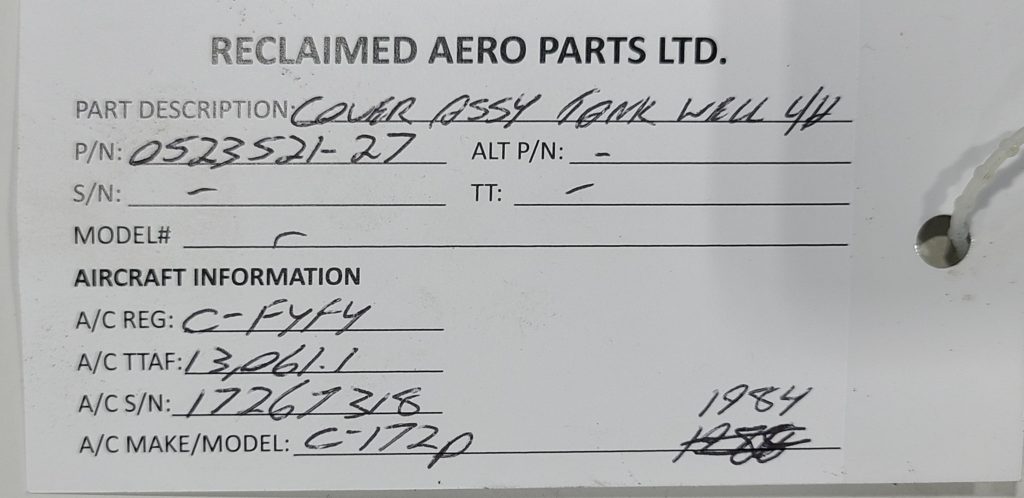 RECLAIMED AERO PARTS LTD.
PART DESCRIPTION: COVER ASSY TANK WELL L/H
P/N: 0523521-27 ALT P/N: -
S/N: - TT: -
MODEL# -
AIRCRAFT INFORMATION
A/C REG: C-FYFY
A/C TTAF: 13,061.1
A/C S/N: 17267318 1984
A/C MAKE/MODEL: C-172p